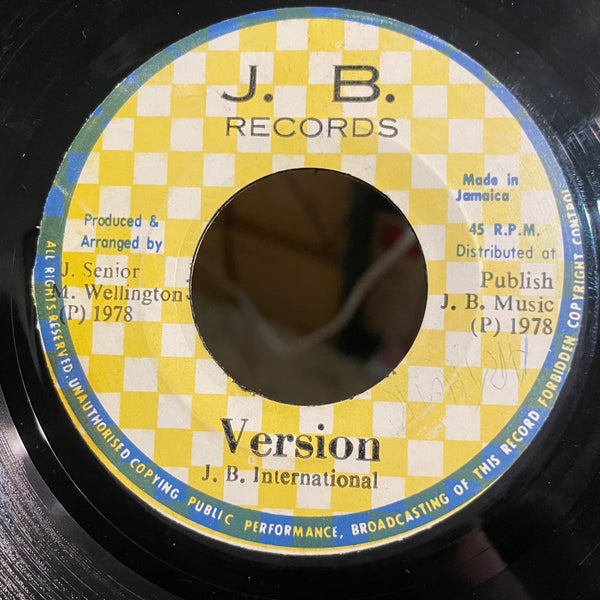 J. B.
RECORDS
Made in
Jamaica
Produced &
Arranged by
45 R.P.M.
Distributed at
J. Senior
M. Wellington
(P) 1978
Publish
J. B. Music
(P) 1978
Version
J. B. International
ALL RIGHTS RESERVED. UNAUTHORISED COPYING PUBLIC PERFORMANCE, BROADCASTING OF THIS RECORD FORBIDDEN COPYRIGHT CONTROL